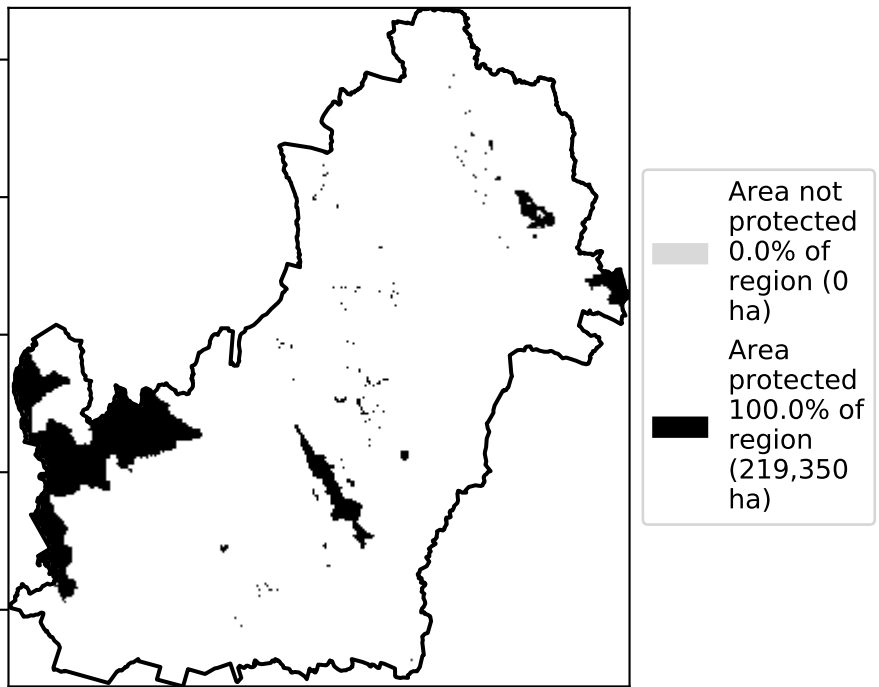 Area not
protected
0.0% of
region (0
ha)
Area
protected
100.0% of
region
(219,350
ha)